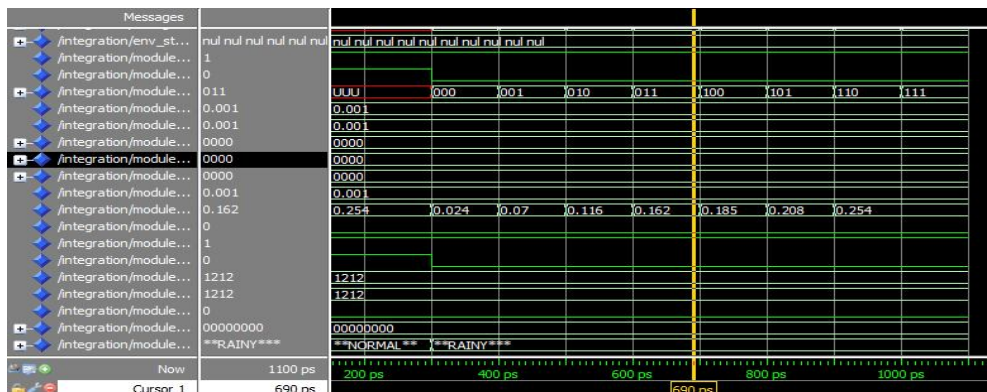 Messages
/integration/env_st... nul nul nul nul nul nul nul nul nul nul nul nul nul nul nul nul
/integration/module... 1
/integration/module... 0
/integration/module... 011 UUU 000 001 010 011 100 101 110 111
/integration/module... 0.001 0.001
/integration/module... 0.001 0.001
/integration/module... 0000 0000
/integration/module... 0000 0000
/integration/module... 0000 0000
/integration/module... 0.001 0.001
/integration/module... 0.162 0.254 0.024 0.07 0.116 0.162 0.185 0.208 0.254
/integration/module... 0
/integration/module... 1
/integration/module... 0
/integration/module... 1212 1212
/integration/module... 1212 1212
/integration/module... 0
/integration/module... 00000000 00000000
/integration/module... **RAINY*** **NORMAL** **RAINY***
Now 1100 ps 200 ps 400 ps 600 ps 800 ps 1000 ps
Cursor 1 690 ps 690 ps